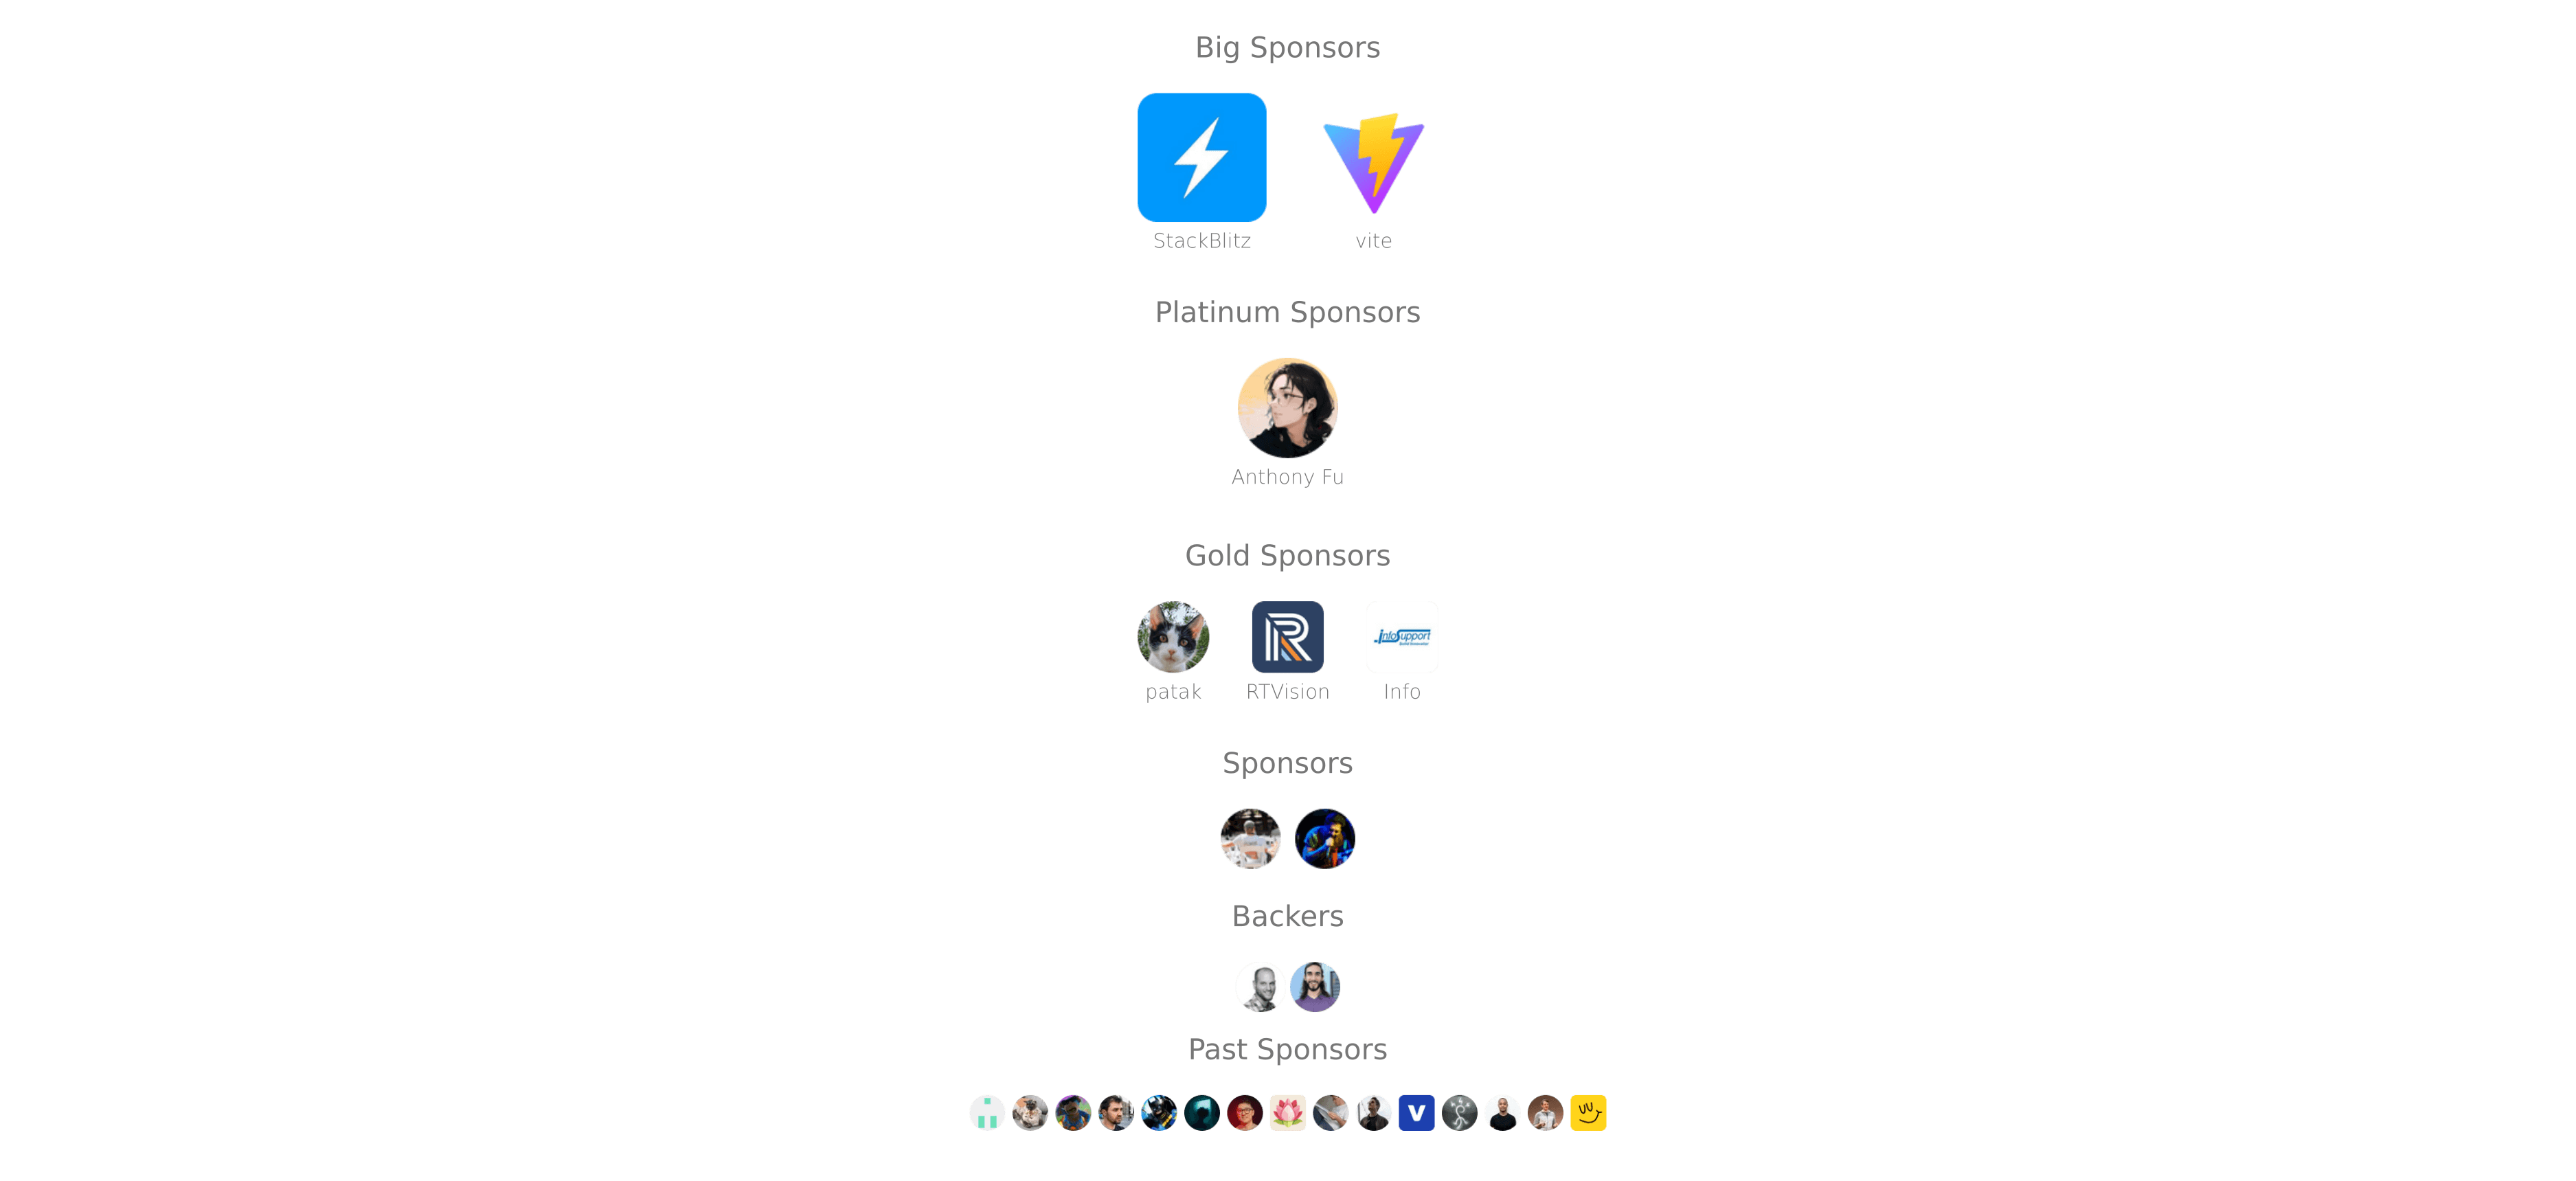 Big Sponsors
StackBlitz
vite
Platinum Sponsors
Anthony Fu
Gold Sponsors
infoSupport
patak
RTVision
Info
Sponsors
Backers
Past Sponsors
V